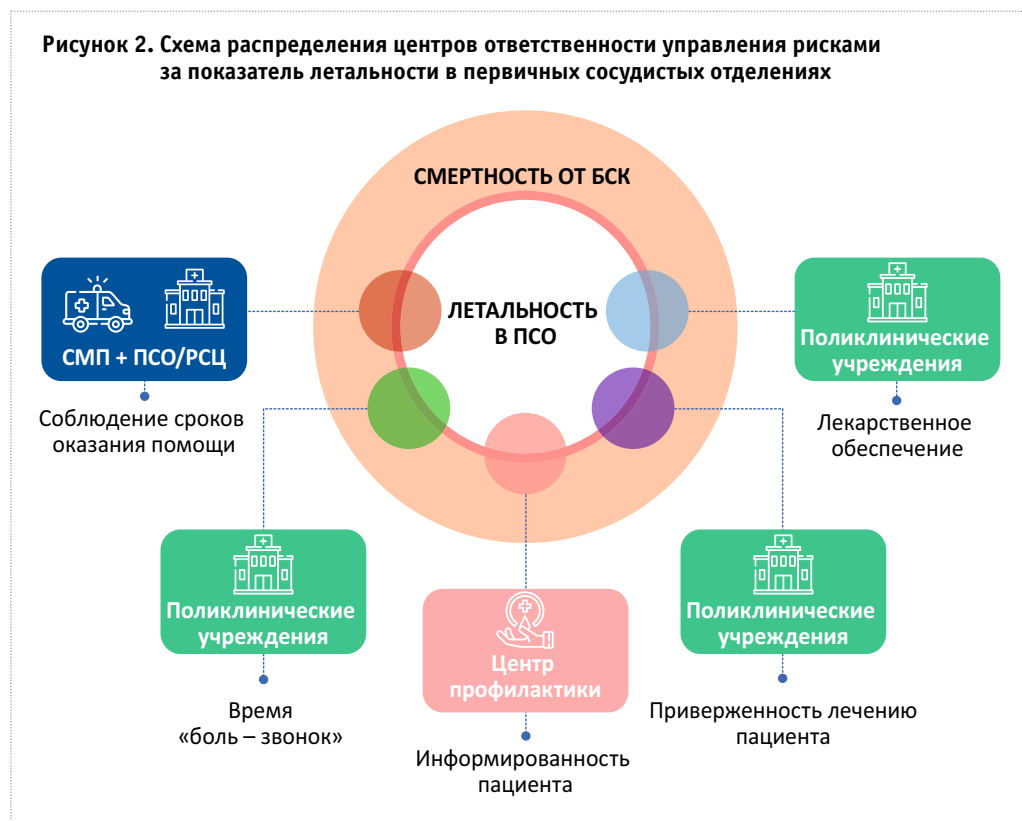 Рисунок 2. Схема распределения центров ответственности управления рисками
за показатель летальности в первичных сосудистых отделениях
СМЕРТНОСТЬ ОТ БСК
ЛЕТАЛЬНОСТЬ
В ПСО
СМП + ПСО/РСЦ
Соблюдение сроков
оказания помощи
Поликлинические
учреждения
Лекарственное
обеспечение
Поликлинические
учреждения
Время
«боль – звонок»
Центр
профилактики
Информированность
пациента
Поликлинические
учреждения
Приверженность лечению
пациента